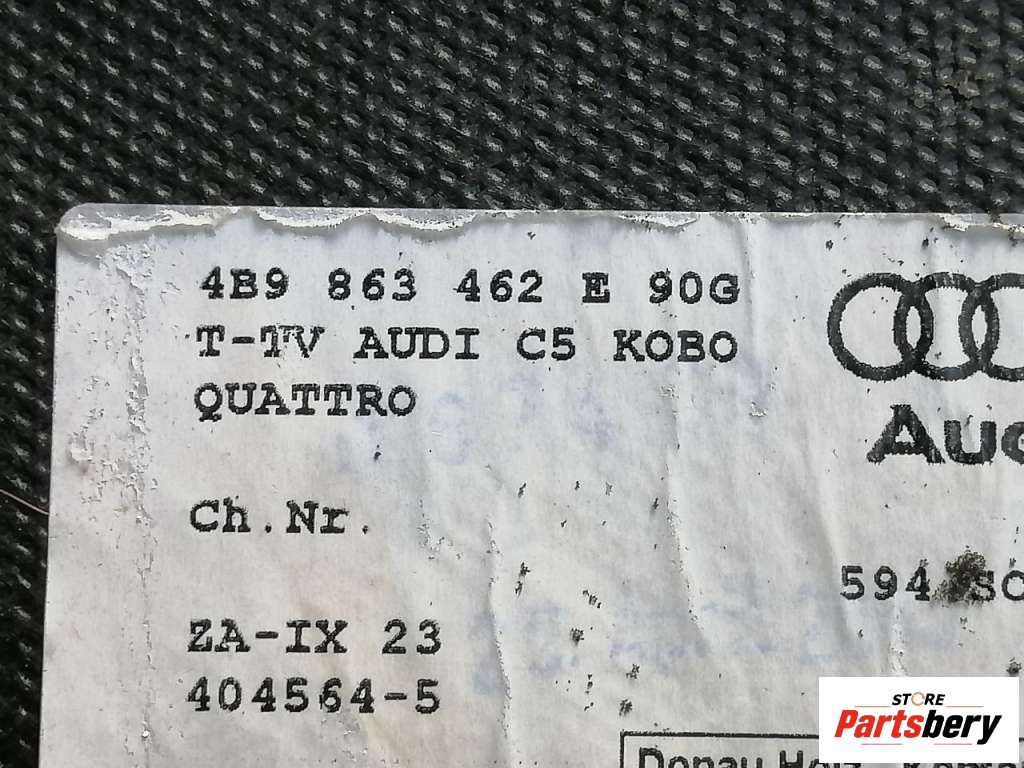 4B9 863 462 E 90G
T-TV AUDI C5 KOBO
QUATTRO
Ch.Nr.
594
ZA-IX 23
404564-5
Donau
STORE
Partsbery